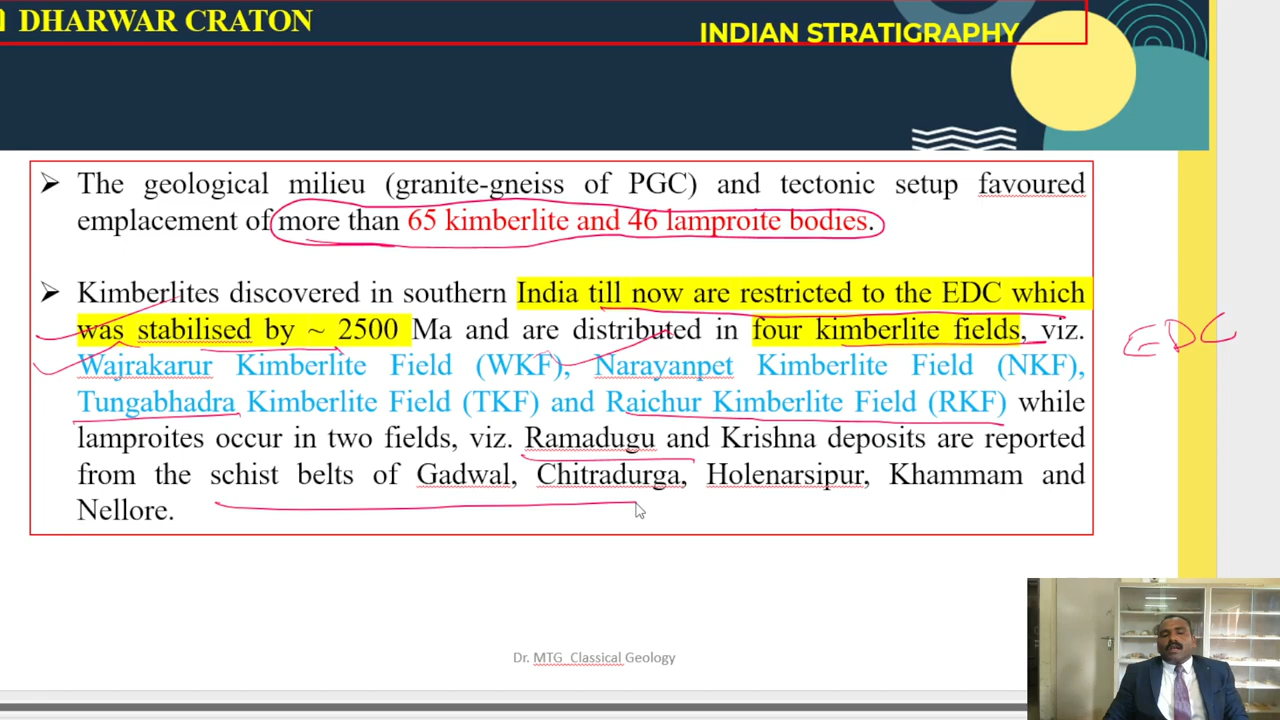 DHARWAR CRATON
INDIAN STRATIGRAPHY
➤ The geological milieu (granite-gneiss of PGC) and tectonic setup favoured
emplacement of more than 65 kimberlite and 46 lamproite bodies.
➤ Kimberlites discovered in southern India till now are restricted to the EDC which
was stabilised by ~ 2500 Ma and are distributed in four kimberlite fields, viz.
Wajrakarur Kimberlite Field (WKF), Narayanpet Kimberlite Field (NKF),
Tungabhadra Kimberlite Field (TKF) and Raichur Kimberlite Field (RKF) while
lamproites occur in two fields, viz. Ramadugu and Krishna deposits are reported
from the schist belts of Gadwal, Chitradurga, Holenarsipur, Khammam and
Nellore.
EDC
Dr. MTG Classical Geology